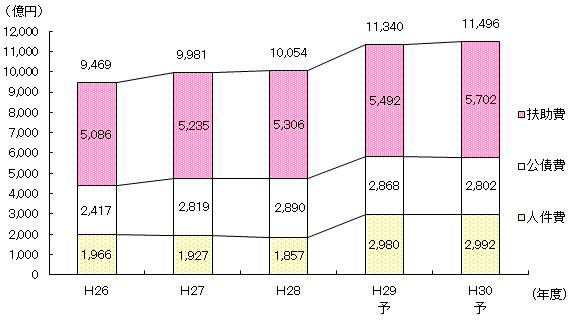 （億円）
12,000
11,000
10,000
9,000
8,000
7,000
6,000
5,000
4,000
3,000
2,000
1,000
0
9,469
9,981
10,054
11,340
11,496
5,086
5,235
5,306
5,492
5,702
2,417
2,819
2,890
2,868
2,802
1,966
1,927
1,857
2,980
2,992
扶助費
公債費
人件費
H26
H27
H28
H29
予
H30
予
（年度）